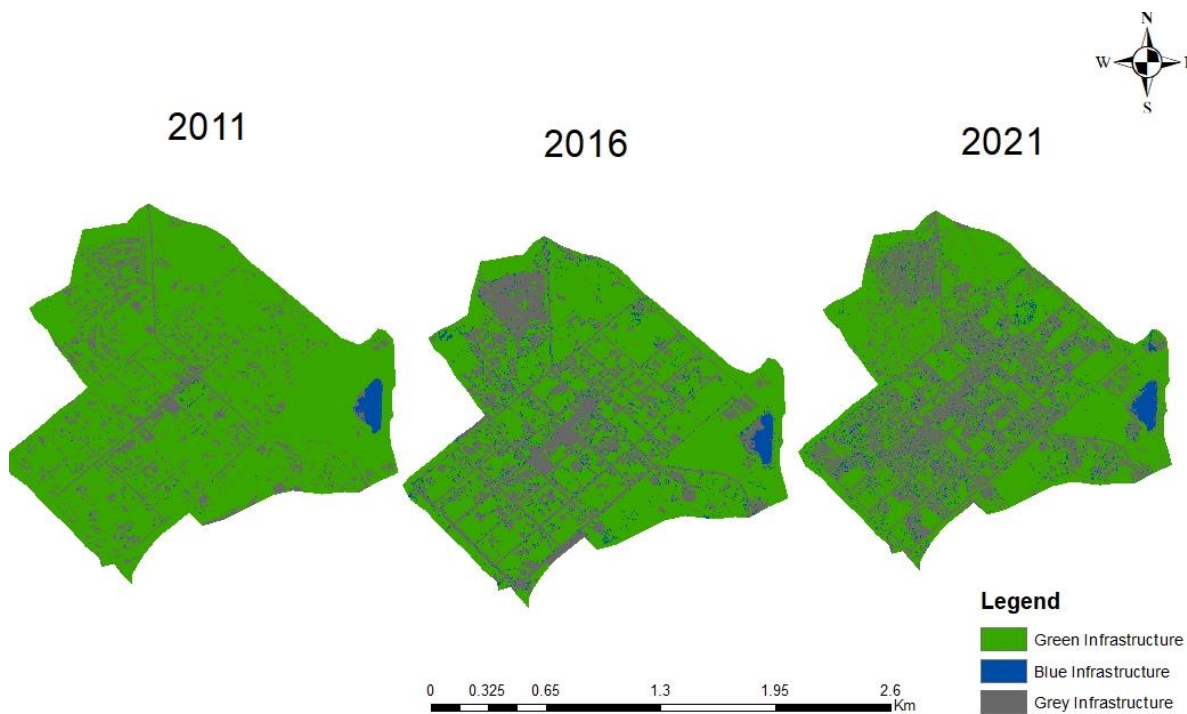 N
W
S
2011
2016
2021
Legend
Green Infrastructure
Blue Infrastructure
Grey Infrastructure
0 0.325 0.65 1.3 1.95 2.6
Km